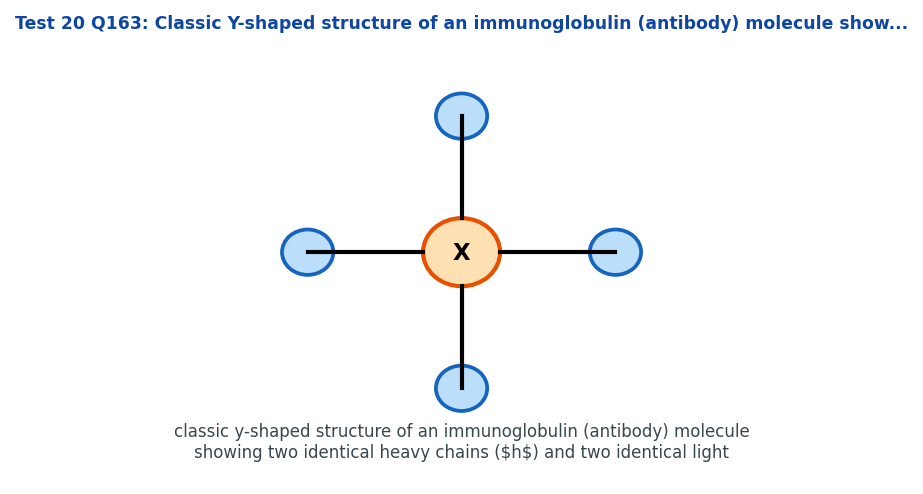 Test 20 Q163: Classic Y-shaped structure of an immunoglobulin (antibody) molecule show...
X
classic y-shaped structure of an immunoglobulin (antibody) molecule
showing two identical heavy chains ($h$) and two identical light